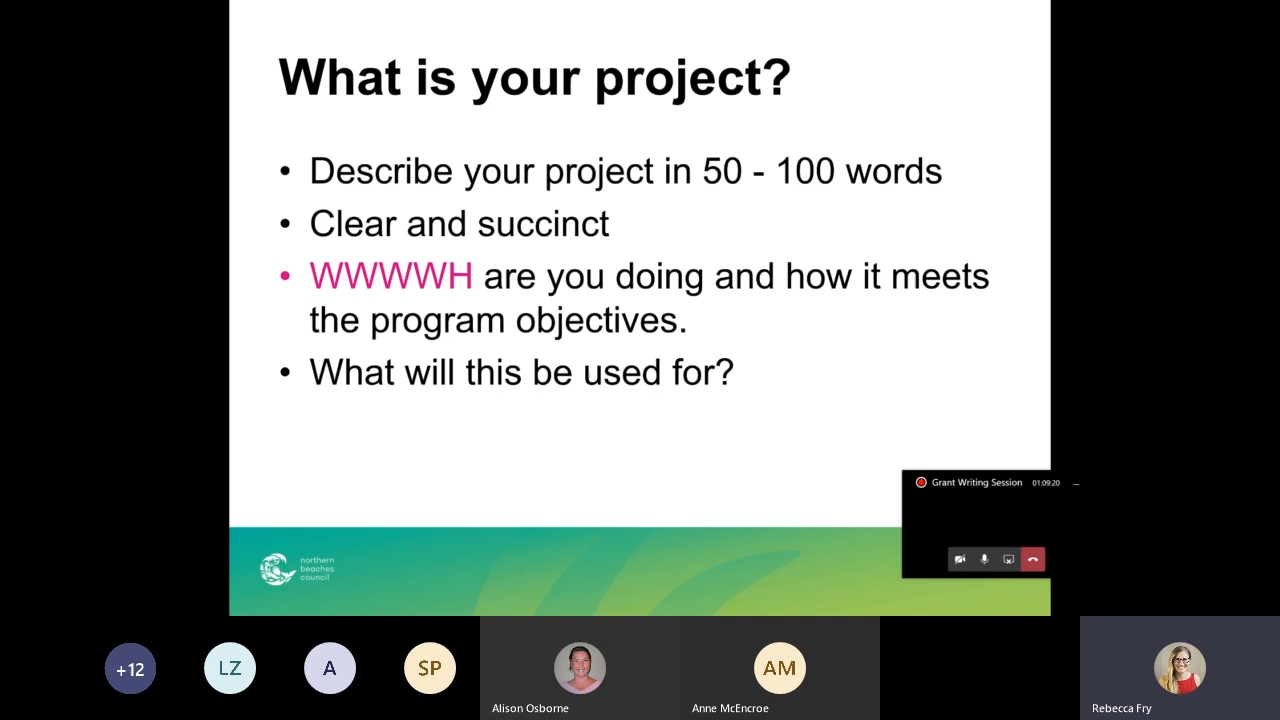 What is your project?
• Describe your project in 50 - 100 words
• Clear and succinct
• WWWWH are you doing and how it meets
the program objectives.
• What will this be used for?
Grant Writing Session 01:09:20
northern
beaches
council
+12
LZ
A
SP
AM
Alison Osborne
Anne McEncroe
Rebecca Fry